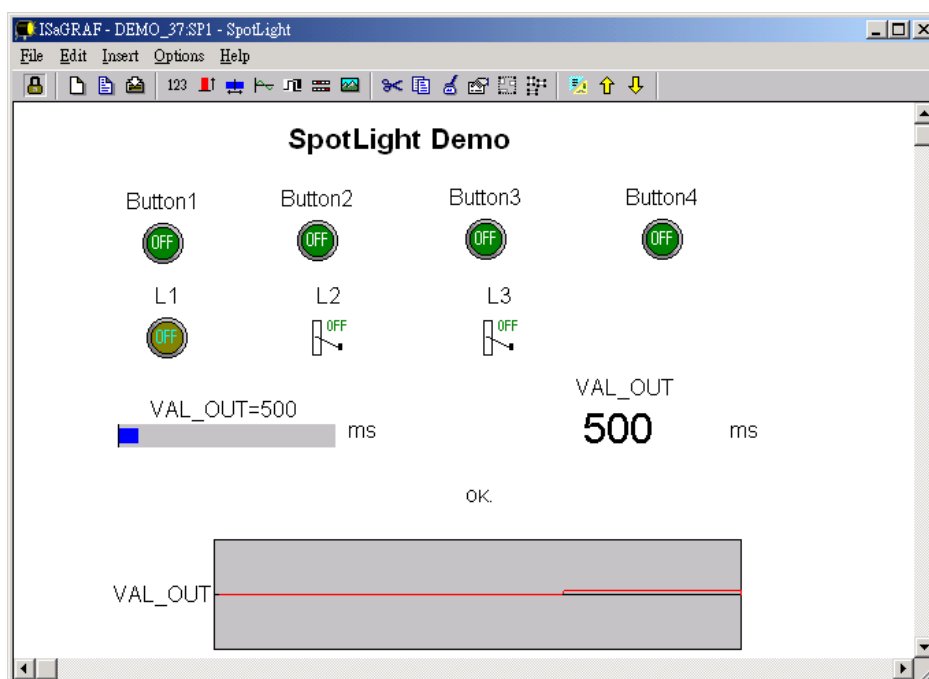 ISaGRAF - DEMO_37:SP1 - SpotLight
File Edit Insert Options Help
123
SpotLight Demo
Button1 Button2 Button3 Button4
OFF OFF OFF OFF
L1 L2 L3
OFF OFF OFF
VAL_OUT
VAL_OUT=500
ms 500 ms
OK.
VAL_OUT